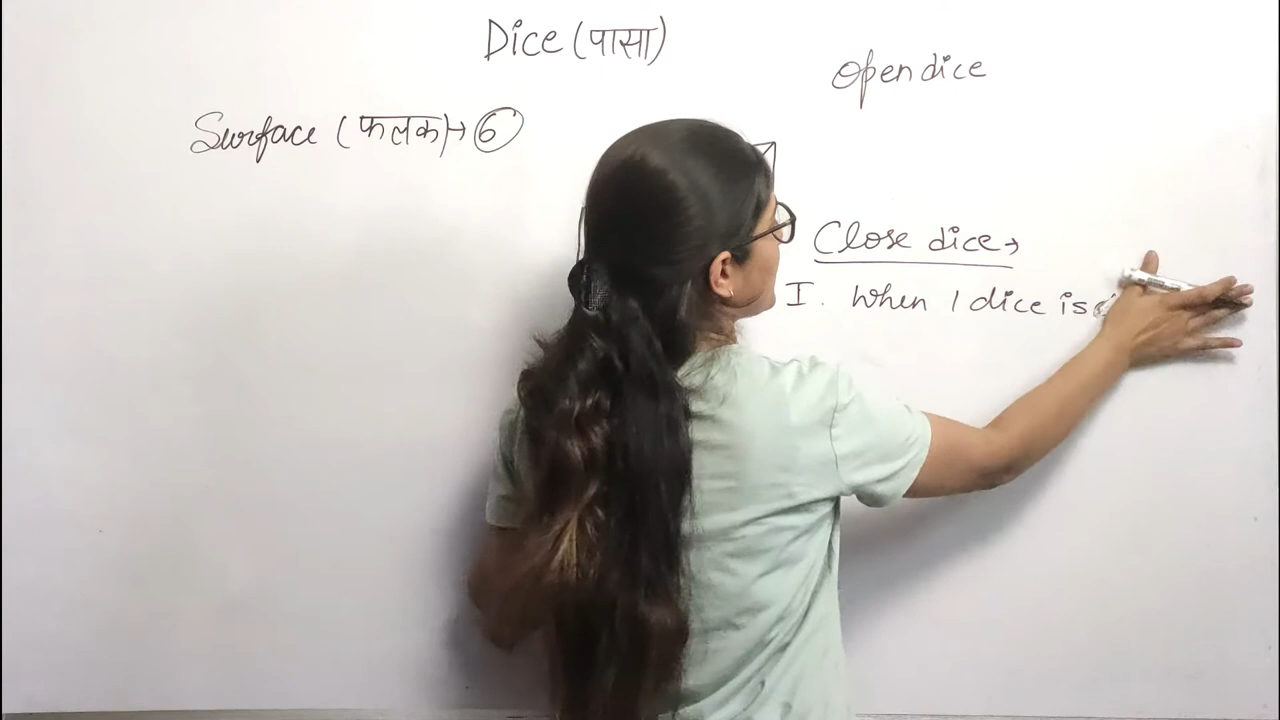 Dice (पासा)
Open dice
Surface (फलक)→ 6
Close dice→
I. When 1 dice is